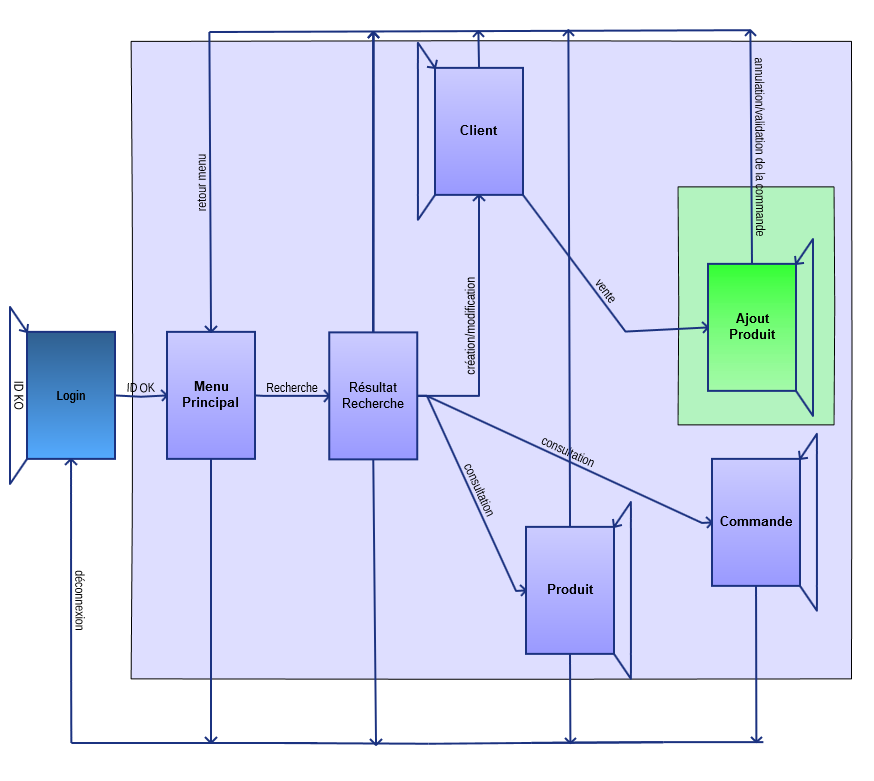 annulation/validation de la commande
Client
retour menu
création/modification
vente
Ajout
Produit
ID KO
Login
ID OK
Menu
Principal
Recherche
Résultat
Recherche
consultation
consultation
Commande
Produit
déconnexion